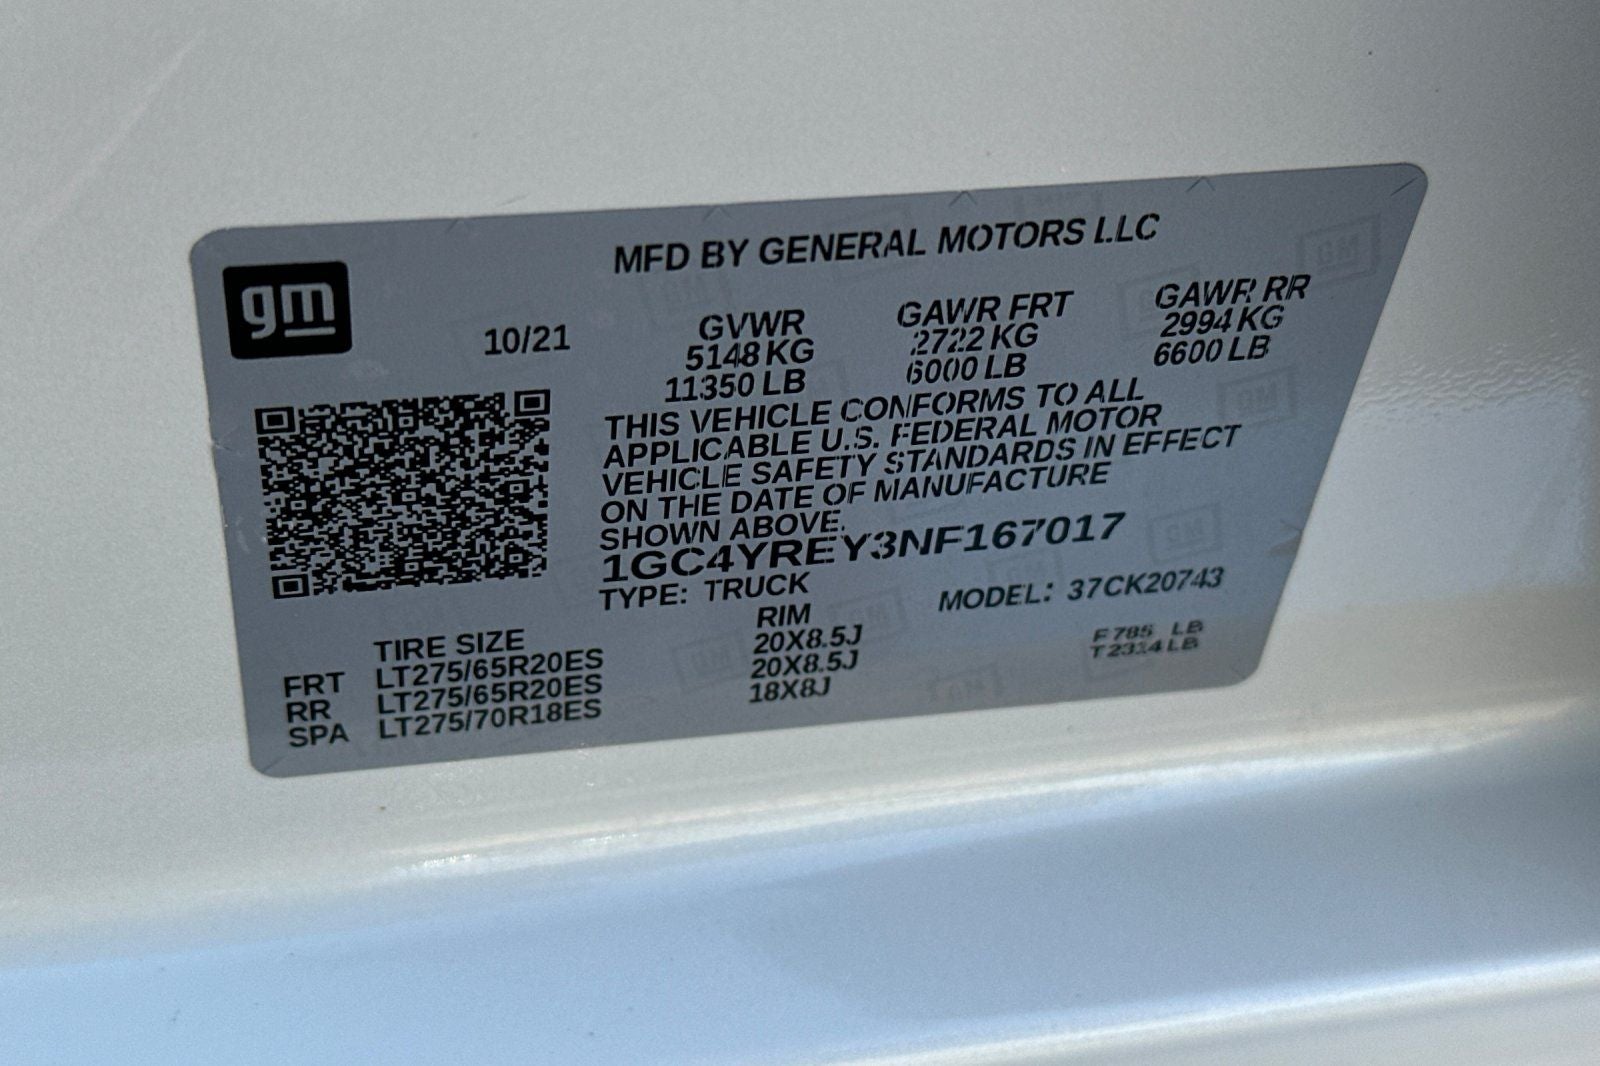 gm
MFD BY GENERAL MOTORS LLC
10/21
GVWR GAWR FRT GAWR RR
5148 KG 2722 KG 2994 KG
11350 LB 6000 LB 6600 LB
THIS VEHICLE CONFORMS TO ALL
APPLICABLE U.S. FEDERAL MOTOR
VEHICLE SAFETY STANDARDS IN EFFECT
ON THE DATE OF MANUFACTURE
SHOWN ABOVE.
1GC4YREY3NF167017
TYPE: TRUCK MODEL: 37CK20743
TIRE SIZE RIM
FRT LT275/65R20ES 20X8.5J F 785 LB
RR LT275/65R20ES 20X8.5J T 2314 LB
SPA LT275/70R18ES 18X8J